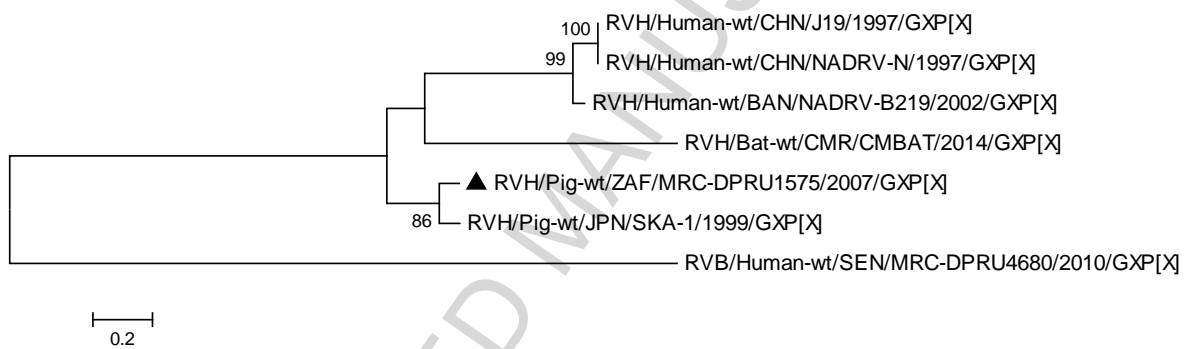 RVH/Human-wt/CHN/J19/1997/GXP[X]
100
RVH/Human-wt/CHN/NADRV-N/1997/GXP[X]
99
RVH/Human-wt/BAN/NADRV-B219/2002/GXP[X]
RVH/Bat-wt/CMR/CMBAT/2014/GXP[X]
RVH/Pig-wt/ZAF/MRC-DPRU1575/2007/GXP[X]
86
RVH/Pig-wt/JPN/SKA-1/1999/GXP[X]
RVB/Human-wt/SEN/MRC-DPRU4680/2010/GXP[X]
0.2